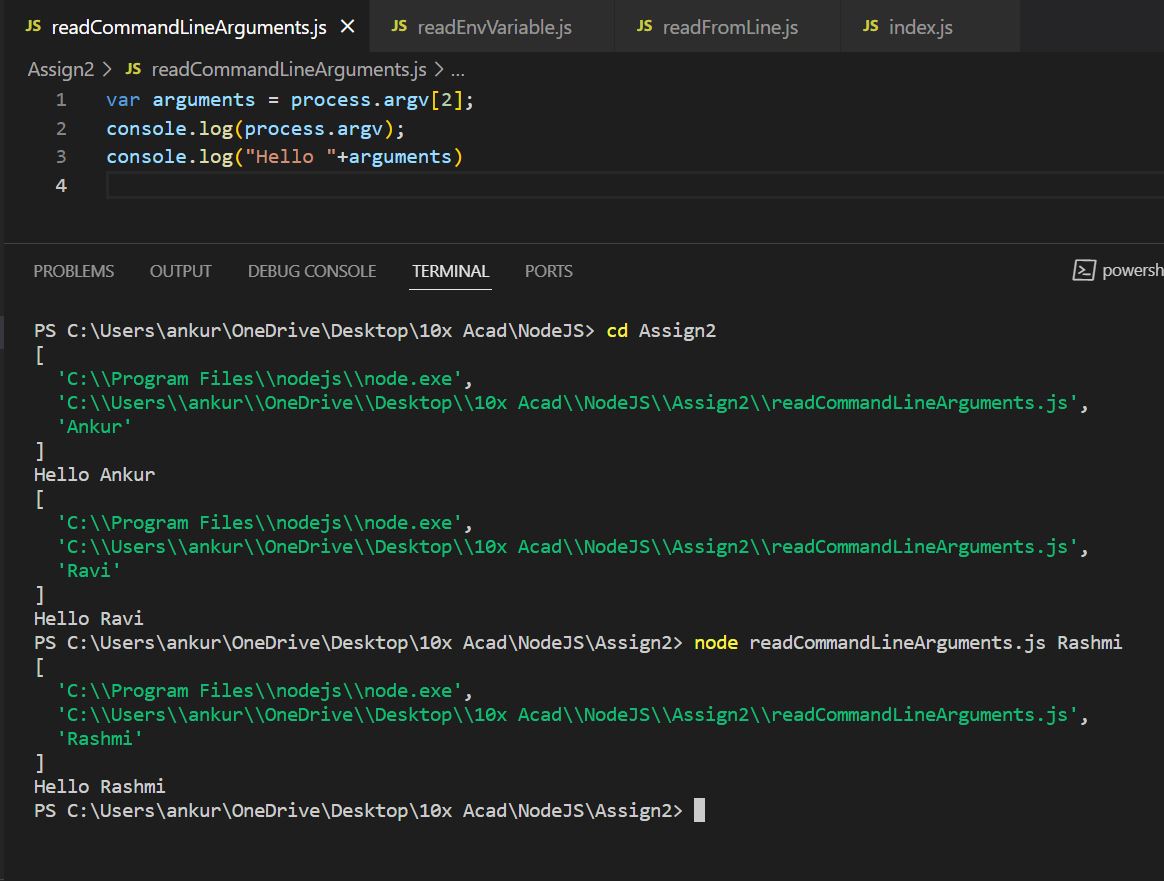 JS readCommandLineArguments.js × JS readEnvVariable.js JS readFromLine.js JS index.js
Assign2 > JS readCommandLineArguments.js > ...
1 var arguments = process.argv[2];
2 console.log(process.argv);
3 console.log("Hello "+arguments)
4
PROBLEMS OUTPUT DEBUG CONSOLE TERMINAL PORTS powersh
PS C:\Users\ankur\OneDrive\Desktop\10x Acad\NodeJS> cd Assign2
[
  'C:\\Program Files\\nodejs\\node.exe',
  'C:\\Users\\ankur\\OneDrive\\Desktop\\10x Acad\\NodeJS\\Assign2\\readCommandLineArguments.js',
  'Ankur'
]
Hello Ankur
[
  'C:\\Program Files\\nodejs\\node.exe',
  'C:\\Users\\ankur\\OneDrive\\Desktop\\10x Acad\\NodeJS\\Assign2\\readCommandLineArguments.js',
  'Ravi'
]
Hello Ravi
PS C:\Users\ankur\OneDrive\Desktop\10x Acad\NodeJS\Assign2> node readCommandLineArguments.js Rashmi
[
  'C:\\Program Files\\nodejs\\node.exe',
  'C:\\Users\\ankur\\OneDrive\\Desktop\\10x Acad\\NodeJS\\Assign2\\readCommandLineArguments.js',
  'Rashmi'
]
Hello Rashmi
PS C:\Users\ankur\OneDrive\Desktop\10x Acad\NodeJS\Assign2>